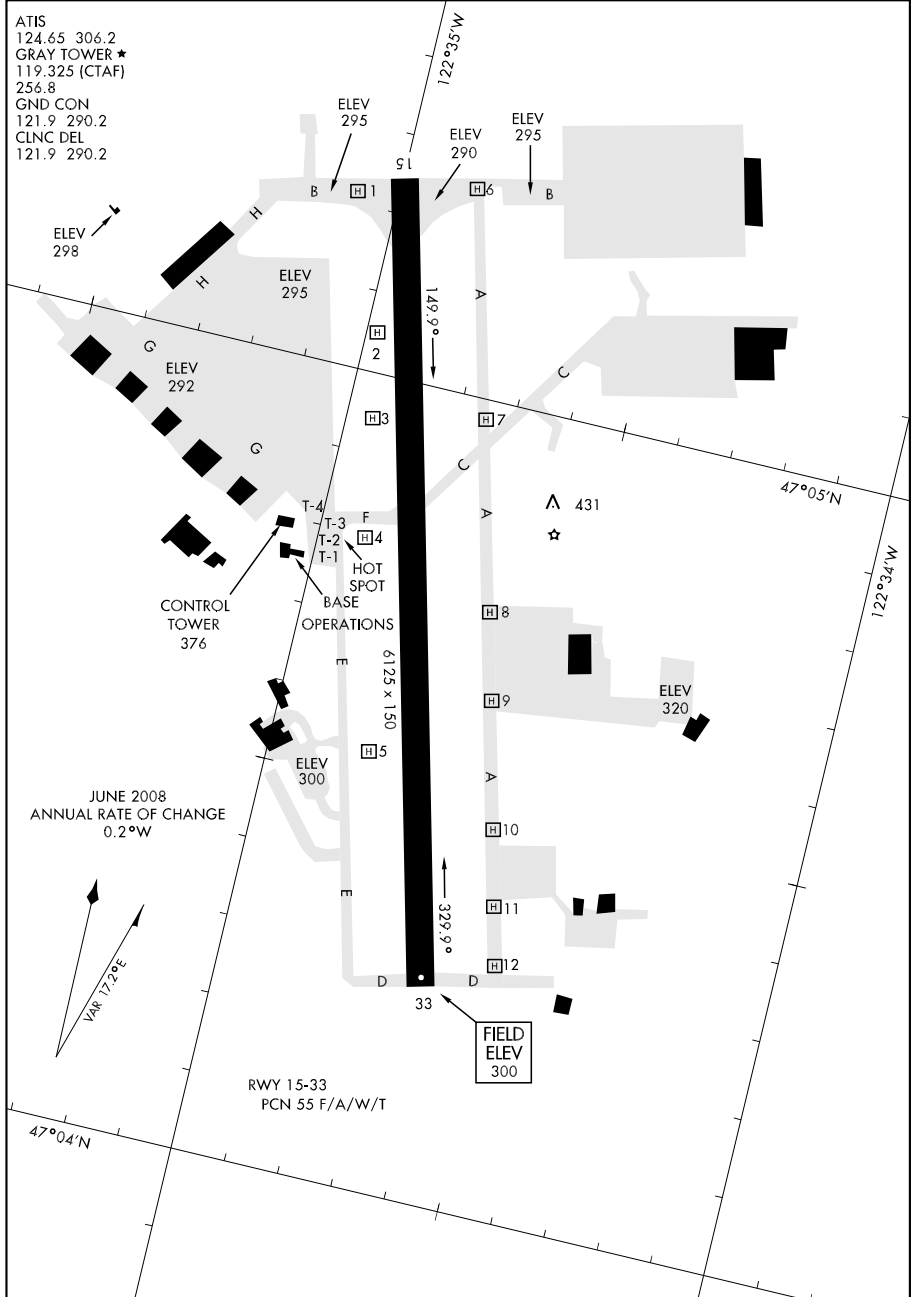 ATIS
124.65 306.2
GRAY TOWER ★
119.325 (CTAF)
256.8
GND CON
121.9 290.2
CLNC DEL
121.9 290.2
122°35'W
ELEV
295
ELEV
290
ELEV
295
15
B
H 1
H 6
B
H
ELEV
298
H
ELEV
295
149.9°
A
H
2
G
ELEV
292
C
H 3
H 7
G
C
47°05'N
T-4
T-3
T-2
T-1
F
H 4
A
431
HOT
SPOT
BASE
OPERATIONS
CONTROL
TOWER
376
122°34'W
H 8
E
6125 x 150
H 9
ELEV
320
H 5
ELEV
300
A
JUNE 2008
ANNUAL RATE OF CHANGE
0.2°W
H 10
E
329.9°
H 11
VAR 17.2°E
H 12
D
D
33
FIELD
ELEV
300
RWY 15-33
PCN 55 F/A/W/T
47°04'N